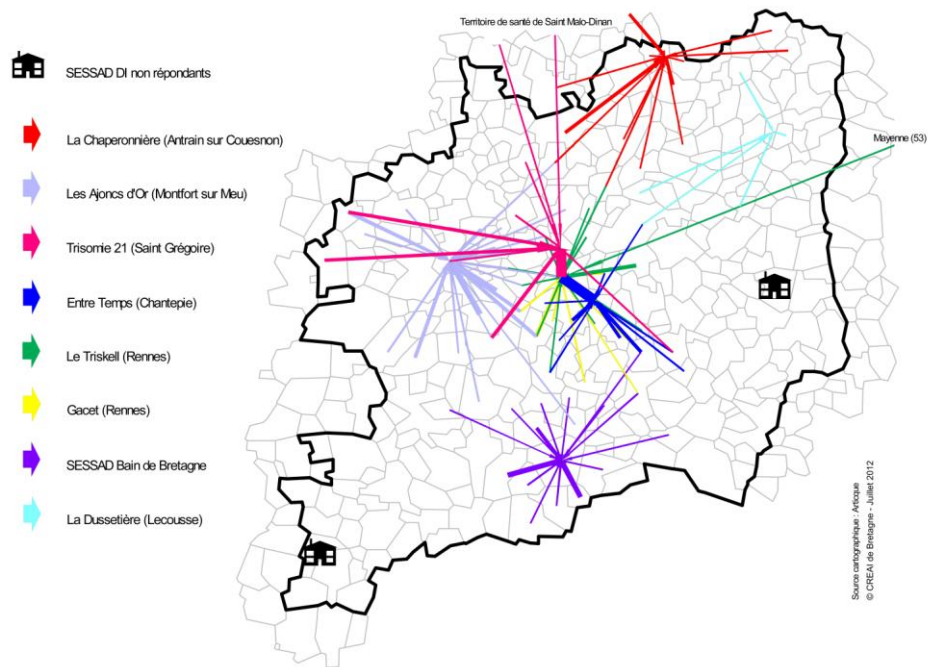 Territoire de santé de Saint Malo-Dinan
SESSAD DI non répondants
La Chaperonnière (Antrain sur Couesnon)
Mayenne (53)
Les Ajoncs d'Or (Montfort sur Meu)
Trisomie 21 (Saint Grégoire)
Entre Temps (Chantepie)
Le Triskell (Rennes)
Gacet (Rennes)
SESSAD Bain de Bretagne
La Dussetière (Lecousse)
Source cartographique : Articque
© CREAI de Bretagne - Juillet 2012